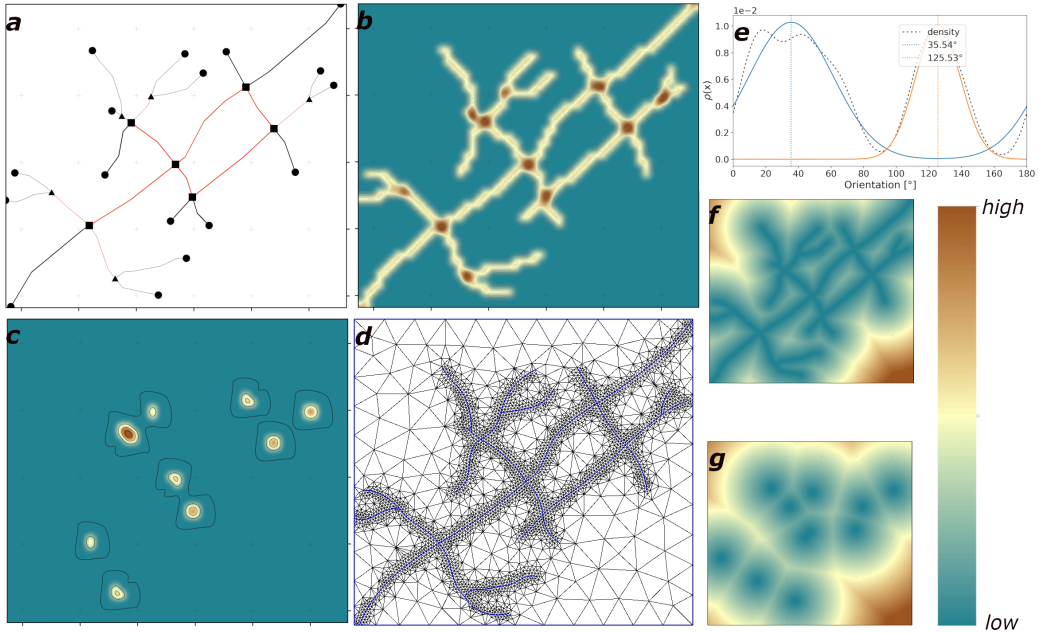 a
b
e
1e−2
density
35.54°
125.53°
ρ(x)
1.0
0.8
0.6
0.4
0.2
0.0
0 20 40 60 80 100 120 140 160 180
Orientation [°]
f
high
c
d
g
low